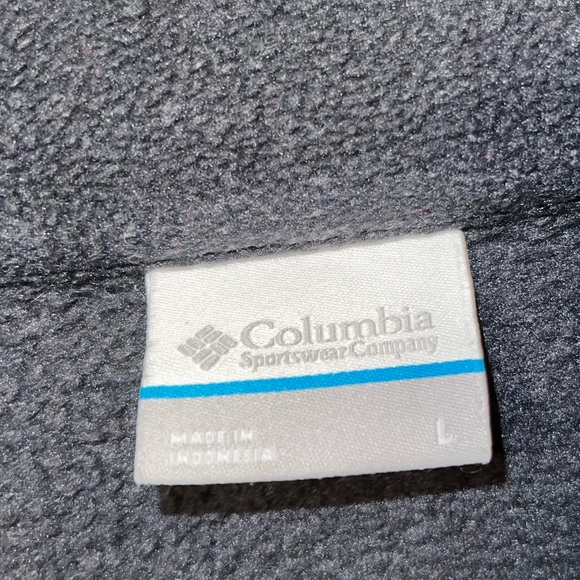 Columbia
Sportswear Company
MADE IN
INDONESIA
L